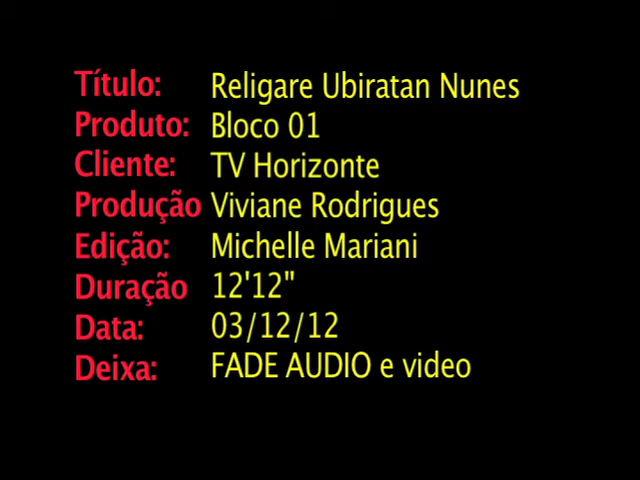 Título: Religare Ubiratan Nunes
Produto: Bloco 01
Cliente: TV Horizonte
Produção Viviane Rodrigues
Edição: Michelle Mariani
Duração 12'12"
Data: 03/12/12
Deixa: FADE AUDIO e video